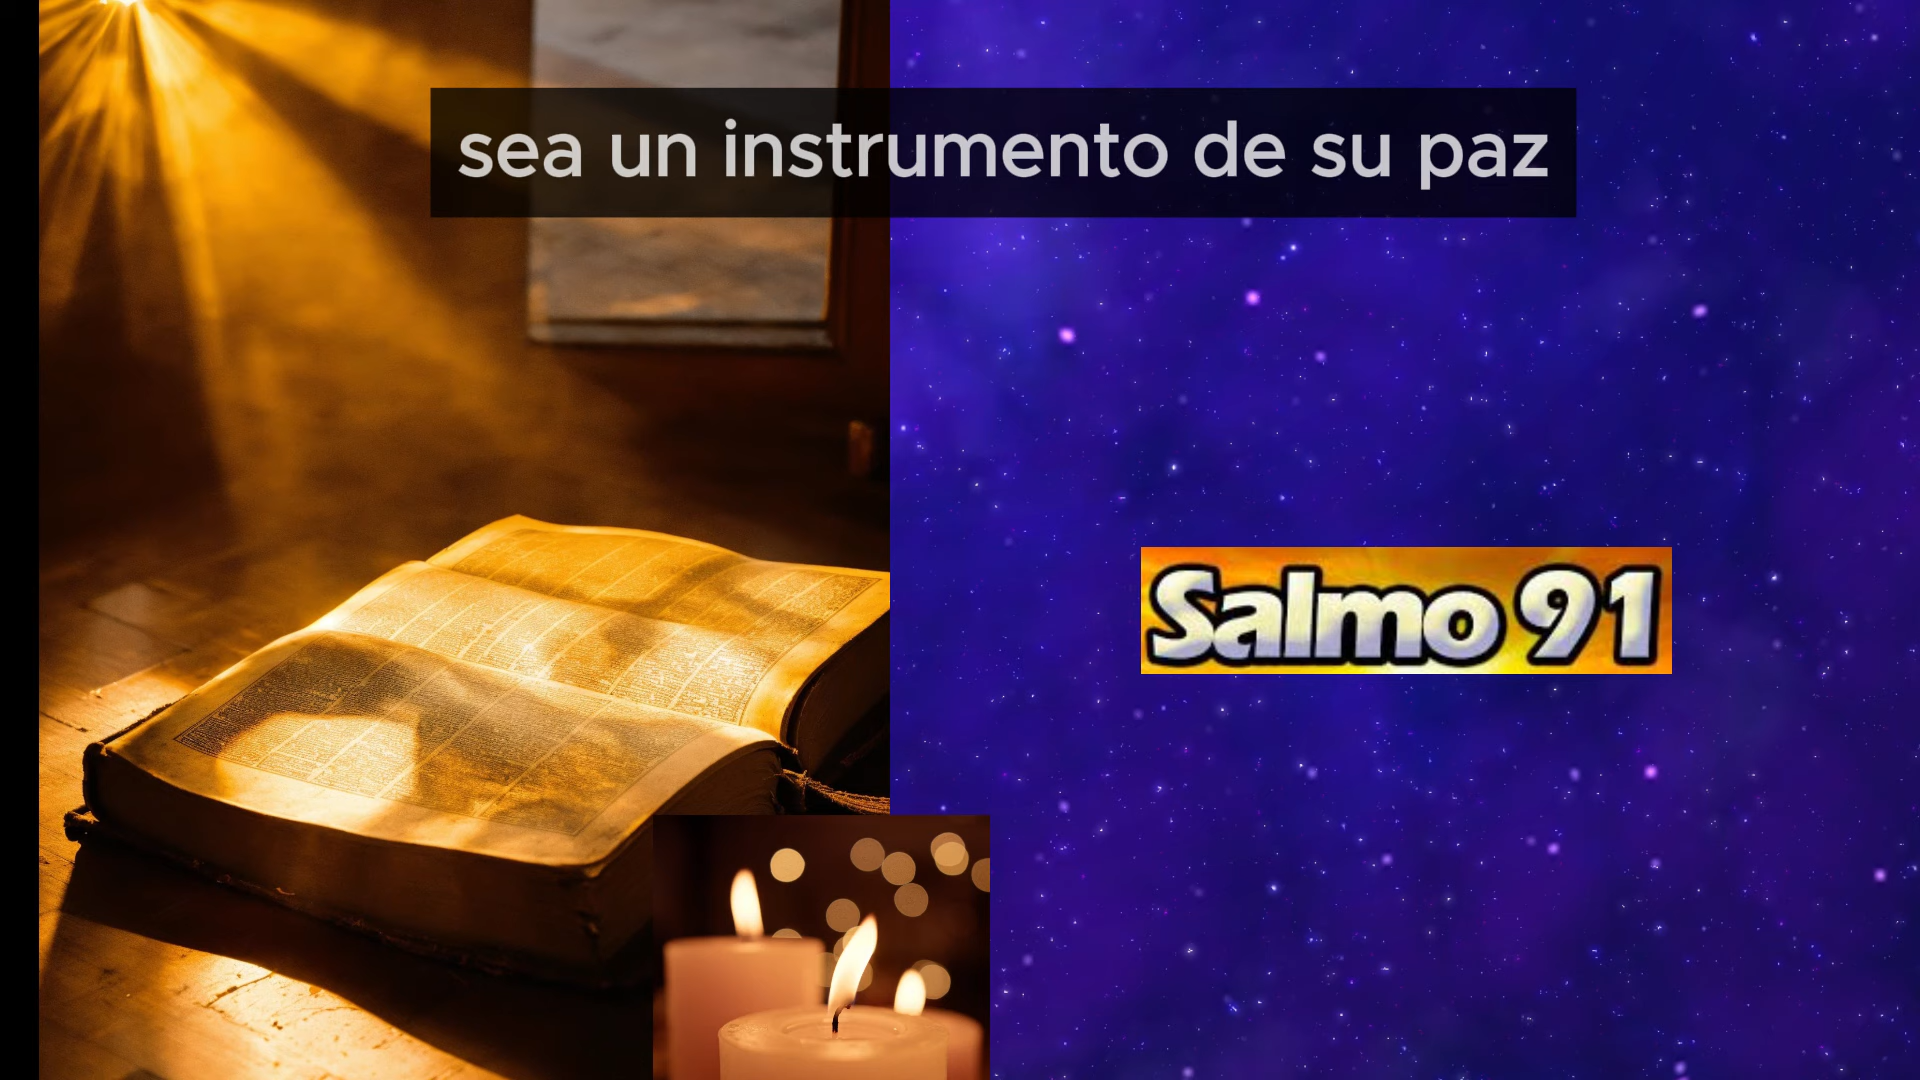 sea un instrumento de su paz
Salmo 91